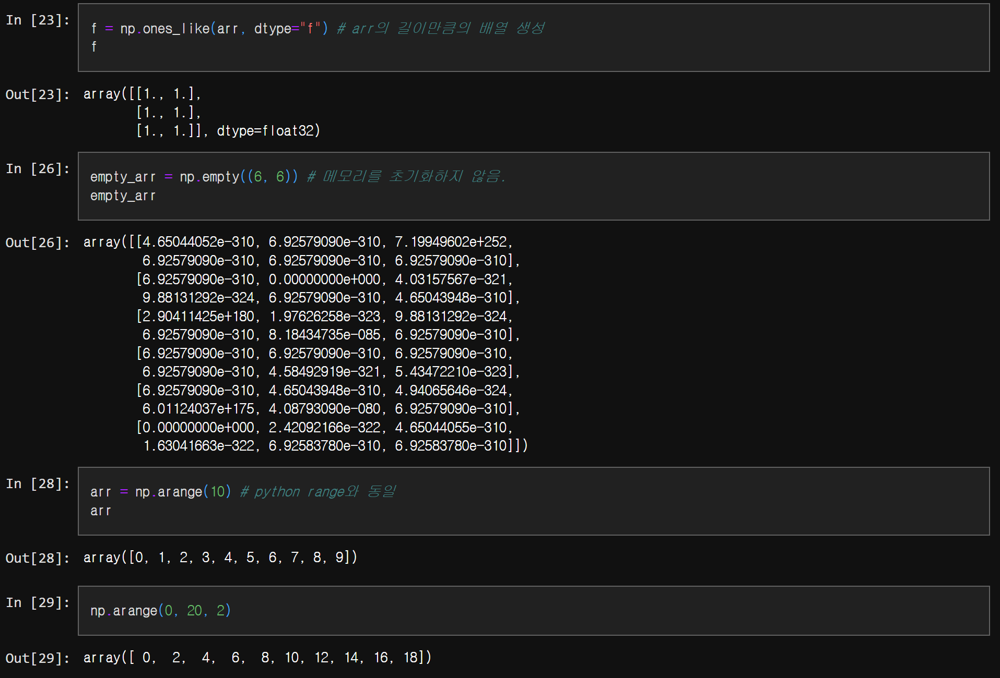 In [23]:
f = np.ones_like(arr, dtype="f") # arr의 길이만큼의 배열 생성
f
Out[23]:
array([[1., 1.],
[1., 1.],
[1., 1.]], dtype=float32)
In [26]:
empty_arr = np.empty((6, 6)) # 메모리를 초기화하지 않음.
empty_arr
Out[26]:
array([[4.65044052e-310, 6.92579090e-310, 7.19949602e+252,
6.92579090e-310, 6.92579090e-310, 6.92579090e-310],
[6.92579090e-310, 0.00000000e+000, 4.03157567e-321,
9.88131292e-324, 6.92579090e-310, 4.65043948e-310],
[2.90411425e+180, 1.97626258e-323, 9.88131292e-324,
6.92579090e-310, 8.18434735e-085, 6.92579090e-310],
[6.92579090e-310, 6.92579090e-310, 6.92579090e-310,
6.92579090e-310, 4.58492919e-321, 5.43472210e-323],
[6.92579090e-310, 4.65043948e-310, 4.94065646e-324,
6.01124037e+175, 4.08793090e-080, 6.92579090e-310],
[0.00000000e+000, 2.42092166e-322, 4.65044055e-310,
1.63041663e-322, 6.92583780e-310, 6.92583780e-310]])
In [28]:
arr = np.arange(10) # python range와 동일
arr
Out[28]:
array([0, 1, 2, 3, 4, 5, 6, 7, 8, 9])
In [29]:
np.arange(0, 20, 2)
Out[29]:
array([ 0,  2,  4,  6,  8, 10, 12, 14, 16, 18])